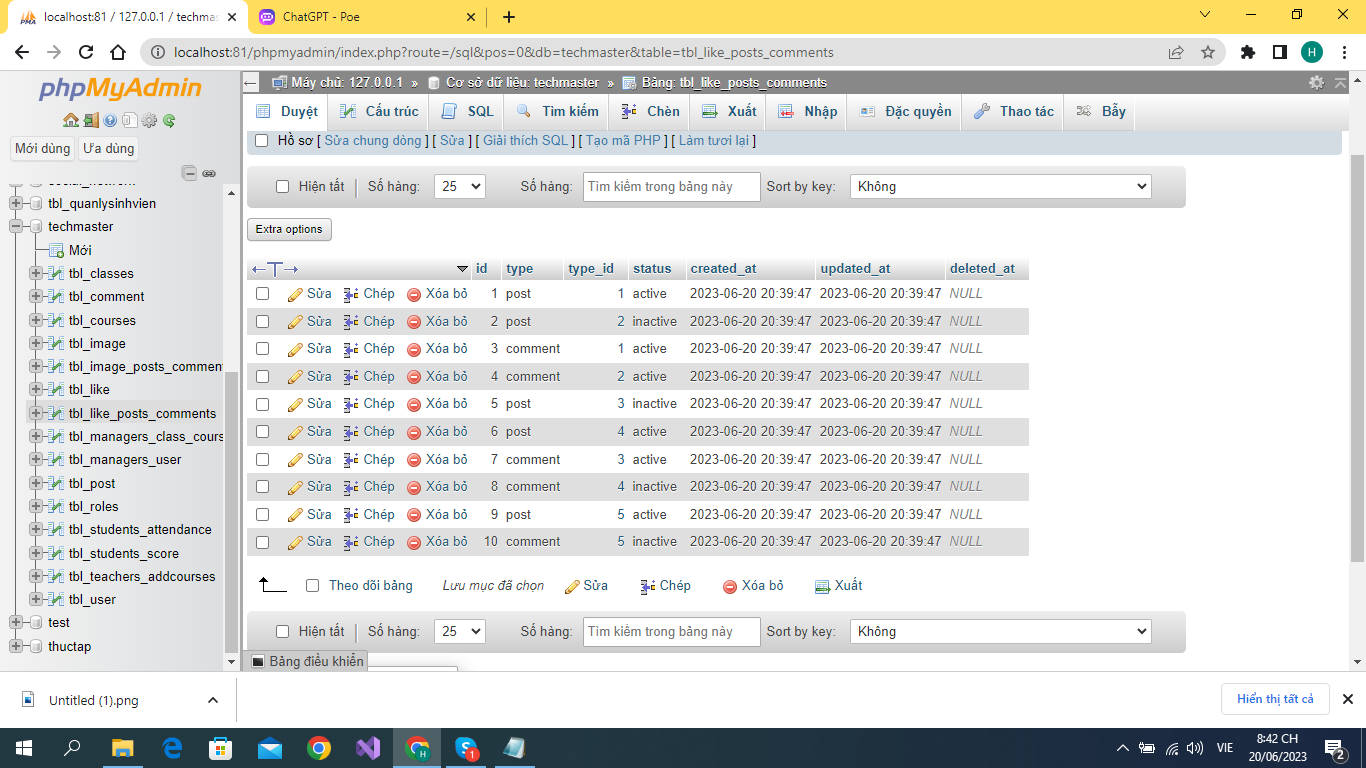 localhost:81 / 127.0.0.1 / techmas
ChatGPT - Poe
localhost:81/phpmyadmin/index.php?route=/sql&pos=0&db=techmaster&table=tbl_like_posts_comments
H
phpMyAdmin
Mới dùng Ưa dùng
social_network
tbl_quanlysinhvien
techmaster
Mới
tbl_classes
tbl_comment
tbl_courses
tbl_image
tbl_image_posts_commen
tbl_like
tbl_like_posts_comments
tbl_managers_class_cours
tbl_managers_user
tbl_post
tbl_roles
tbl_students_attendance
tbl_students_score
tbl_teachers_addcourses
tbl_user
test
thuctap
Máy chủ: 127.0.0.1 » Cơ sở dữ liệu: techmaster » Bảng: tbl_like_posts_comments
Duyệt Cấu trúc SQL Tìm kiếm Chèn Xuất Nhập Đặc quyền Thao tác Bẫy
Hồ sơ [ Sửa chung dòng ] [ Sửa ] [ Giải thích SQL ] [ Tạo mã PHP ] [ Làm tươi lại ]
Hiện tất Số hàng: 25 Số hàng: Tìm kiếm trong bảng này Sort by key: Không
Extra options
id type type_id status created_at updated_at deleted_at
Sửa Chép Xóa bỏ 1 post 1 active 2023-06-20 20:39:47 2023-06-20 20:39:47 NULL
Sửa Chép Xóa bỏ 2 post 2 inactive 2023-06-20 20:39:47 2023-06-20 20:39:47 NULL
Sửa Chép Xóa bỏ 3 comment 1 active 2023-06-20 20:39:47 2023-06-20 20:39:47 NULL
Sửa Chép Xóa bỏ 4 comment 2 active 2023-06-20 20:39:47 2023-06-20 20:39:47 NULL
Sửa Chép Xóa bỏ 5 post 3 inactive 2023-06-20 20:39:47 2023-06-20 20:39:47 NULL
Sửa Chép Xóa bỏ 6 post 4 active 2023-06-20 20:39:47 2023-06-20 20:39:47 NULL
Sửa Chép Xóa bỏ 7 comment 3 active 2023-06-20 20:39:47 2023-06-20 20:39:47 NULL
Sửa Chép Xóa bỏ 8 comment 4 inactive 2023-06-20 20:39:47 2023-06-20 20:39:47 NULL
Sửa Chép Xóa bỏ 9 post 5 active 2023-06-20 20:39:47 2023-06-20 20:39:47 NULL
Sửa Chép Xóa bỏ 10 comment 5 inactive 2023-06-20 20:39:47 2023-06-20 20:39:47 NULL
Theo dõi bảng Lưu mục đã chọn Sửa Chép Xóa bỏ Xuất
Hiện tất Số hàng: 25 Số hàng: Tìm kiếm trong bảng này Sort by key: Không
Bảng điều khiển
Untitled (1).png
Hiển thị tất cả
VIE
8:42 CH
20/06/2023
2